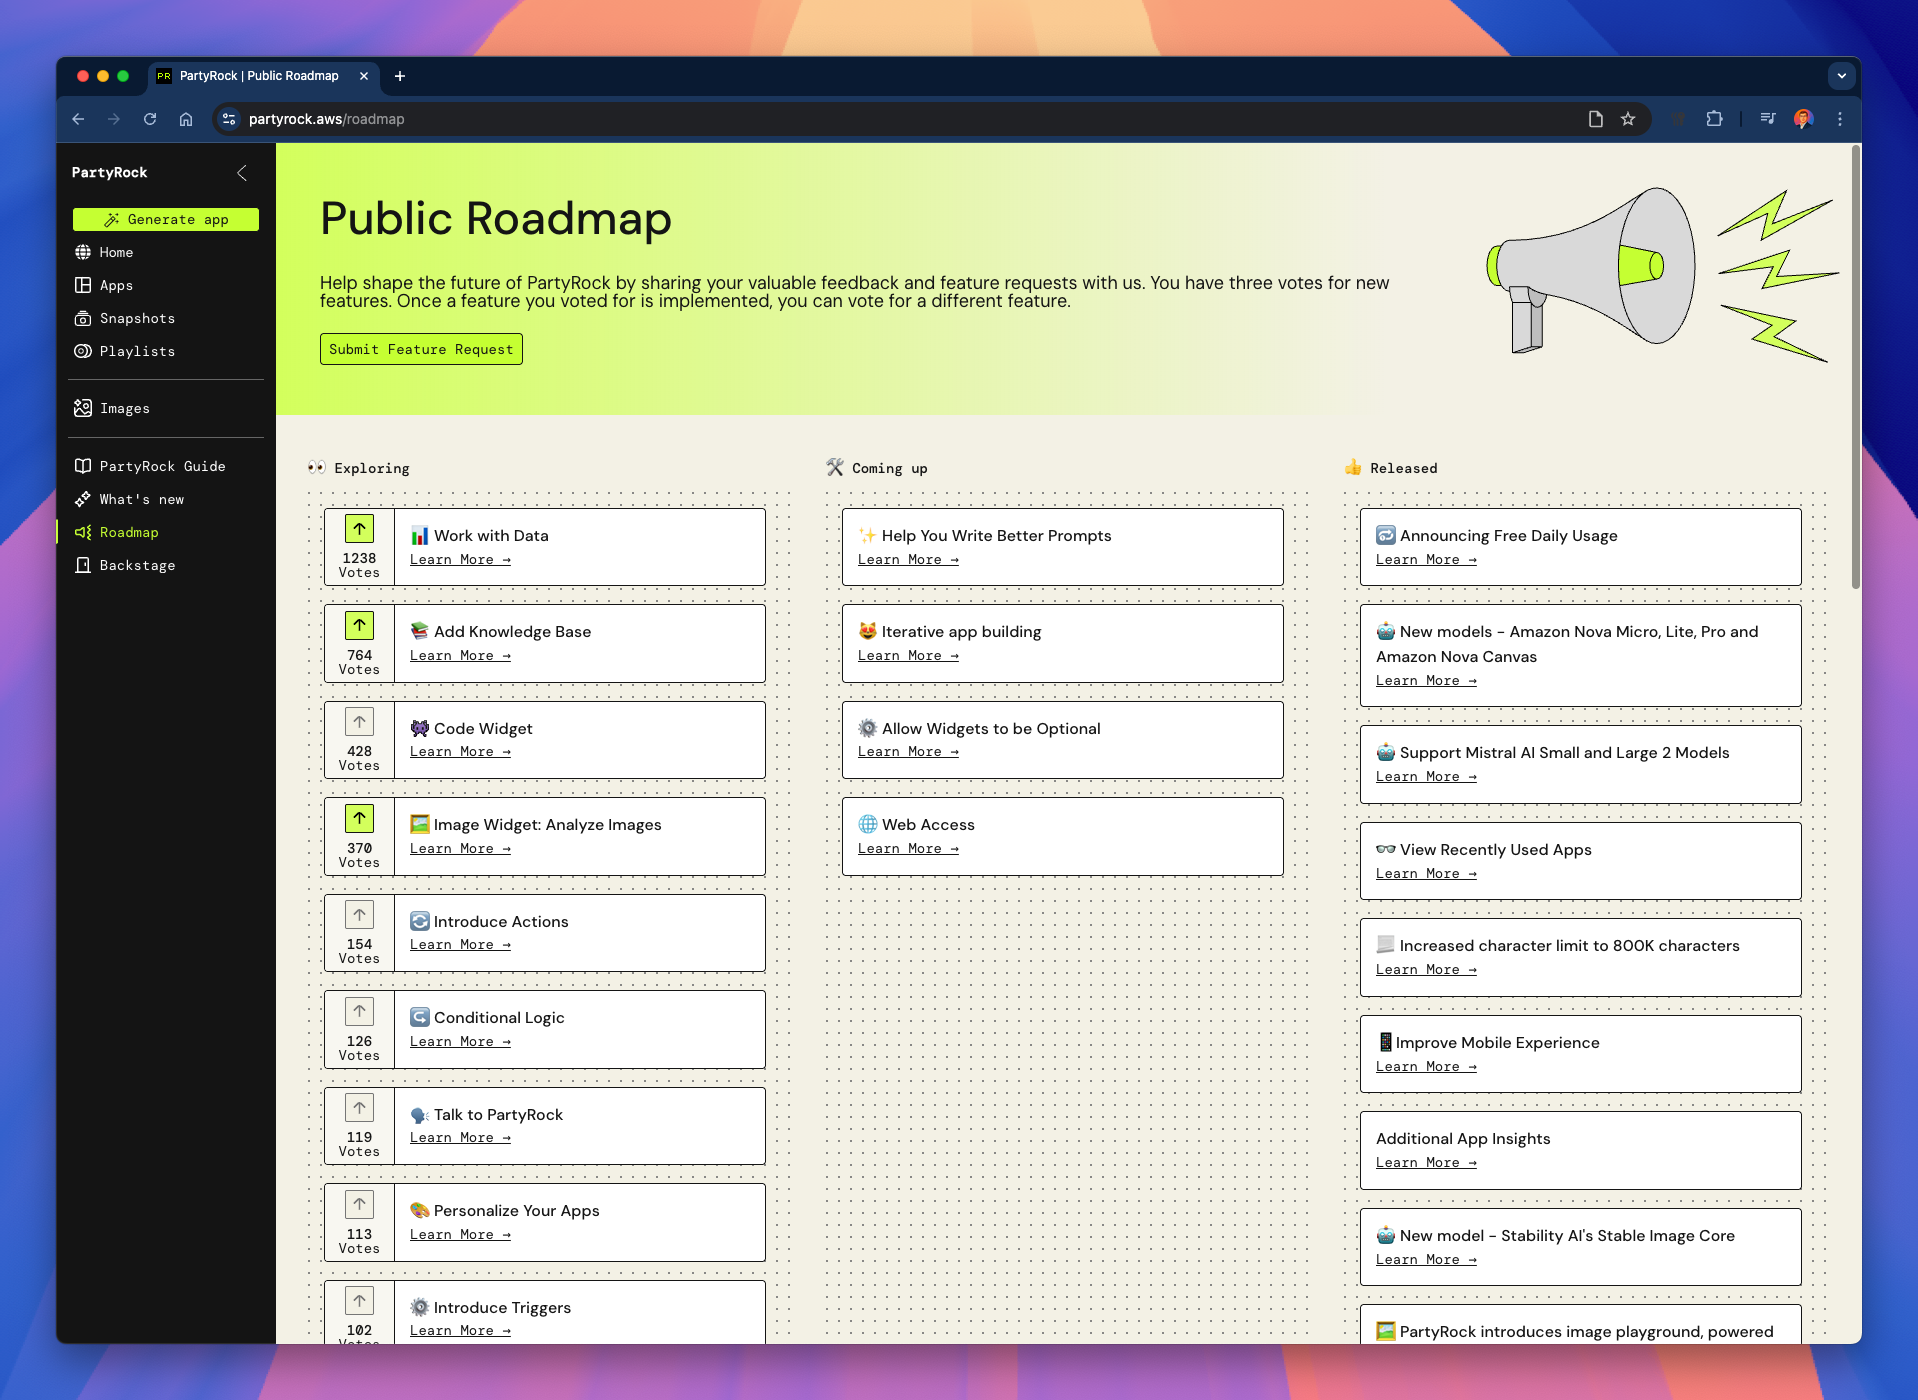 PR PartyRock | Public Roadmap
partyrock.aws/roadmap
PartyRock
Generate app
Home
Apps
Snapshots
Playlists
Images
PartyRock Guide
What's new
Roadmap
Backstage
Public Roadmap
Help shape the future of PartyRock by sharing your valuable feedback and feature requests with us. You have three votes for new
features. Once a feature you voted for is implemented, you can vote for a different feature.
Submit Feature Request
Exploring
1238
Votes
Work with Data
Learn More →
764
Votes
Add Knowledge Base
Learn More →
428
Votes
Code Widget
Learn More →
370
Votes
Image Widget: Analyze Images
Learn More →
154
Votes
Introduce Actions
Learn More →
126
Votes
Conditional Logic
Learn More →
119
Votes
Talk to PartyRock
Learn More →
113
Votes
Personalize Your Apps
Learn More →
102
Votes
Introduce Triggers
Learn More →
Coming up
Help You Write Better Prompts
Learn More →
Iterative app building
Learn More →
Allow Widgets to be Optional
Learn More →
Web Access
Learn More →
Released
Announcing Free Daily Usage
Learn More →
New models - Amazon Nova Micro, Lite, Pro and
Amazon Nova Canvas
Learn More →
Support Mistral AI Small and Large 2 Models
Learn More →
View Recently Used Apps
Learn More →
Increased character limit to 800K characters
Learn More →
Improve Mobile Experience
Learn More →
Additional App Insights
Learn More →
New model - Stability AI's Stable Image Core
Learn More →
PartyRock introduces image playground, powered